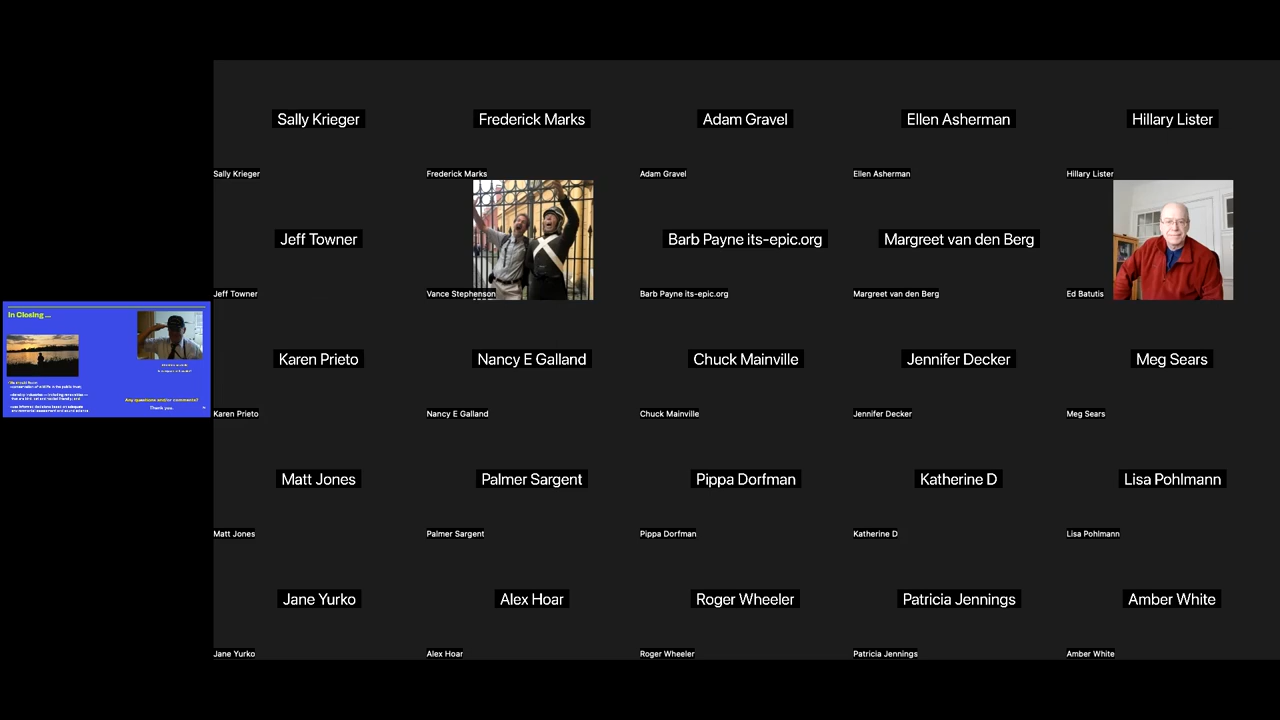 Sally Krieger
Frederick Marks
Adam Gravel
Ellen Asherman
Hillary Lister
Sally Krieger
Frederick Marks
Adam Gravel
Ellen Asherman
Hillary Lister
Jeff Towner
Barb Payne its-epic.org
Margreet van den Berg
Jeff Towner
Vance Stephenson
Barb Payne its-epic.org
Margreet van den Berg
Ed Batutis
In Closing ...
Any questions and/or comments?
Thank you.
Karen Prieto
Nancy E Galland
Chuck Mainville
Jennifer Decker
Meg Sears
Karen Prieto
Nancy E Galland
Chuck Mainville
Jennifer Decker
Meg Sears
Matt Jones
Palmer Sargent
Pippa Dorfman
Katherine D
Lisa Pohlmann
Matt Jones
Palmer Sargent
Pippa Dorfman
Katherine D
Lisa Pohlmann
Jane Yurko
Alex Hoar
Roger Wheeler
Patricia Jennings
Amber White
Jane Yurko
Alex Hoar
Roger Wheeler
Patricia Jennings
Amber White